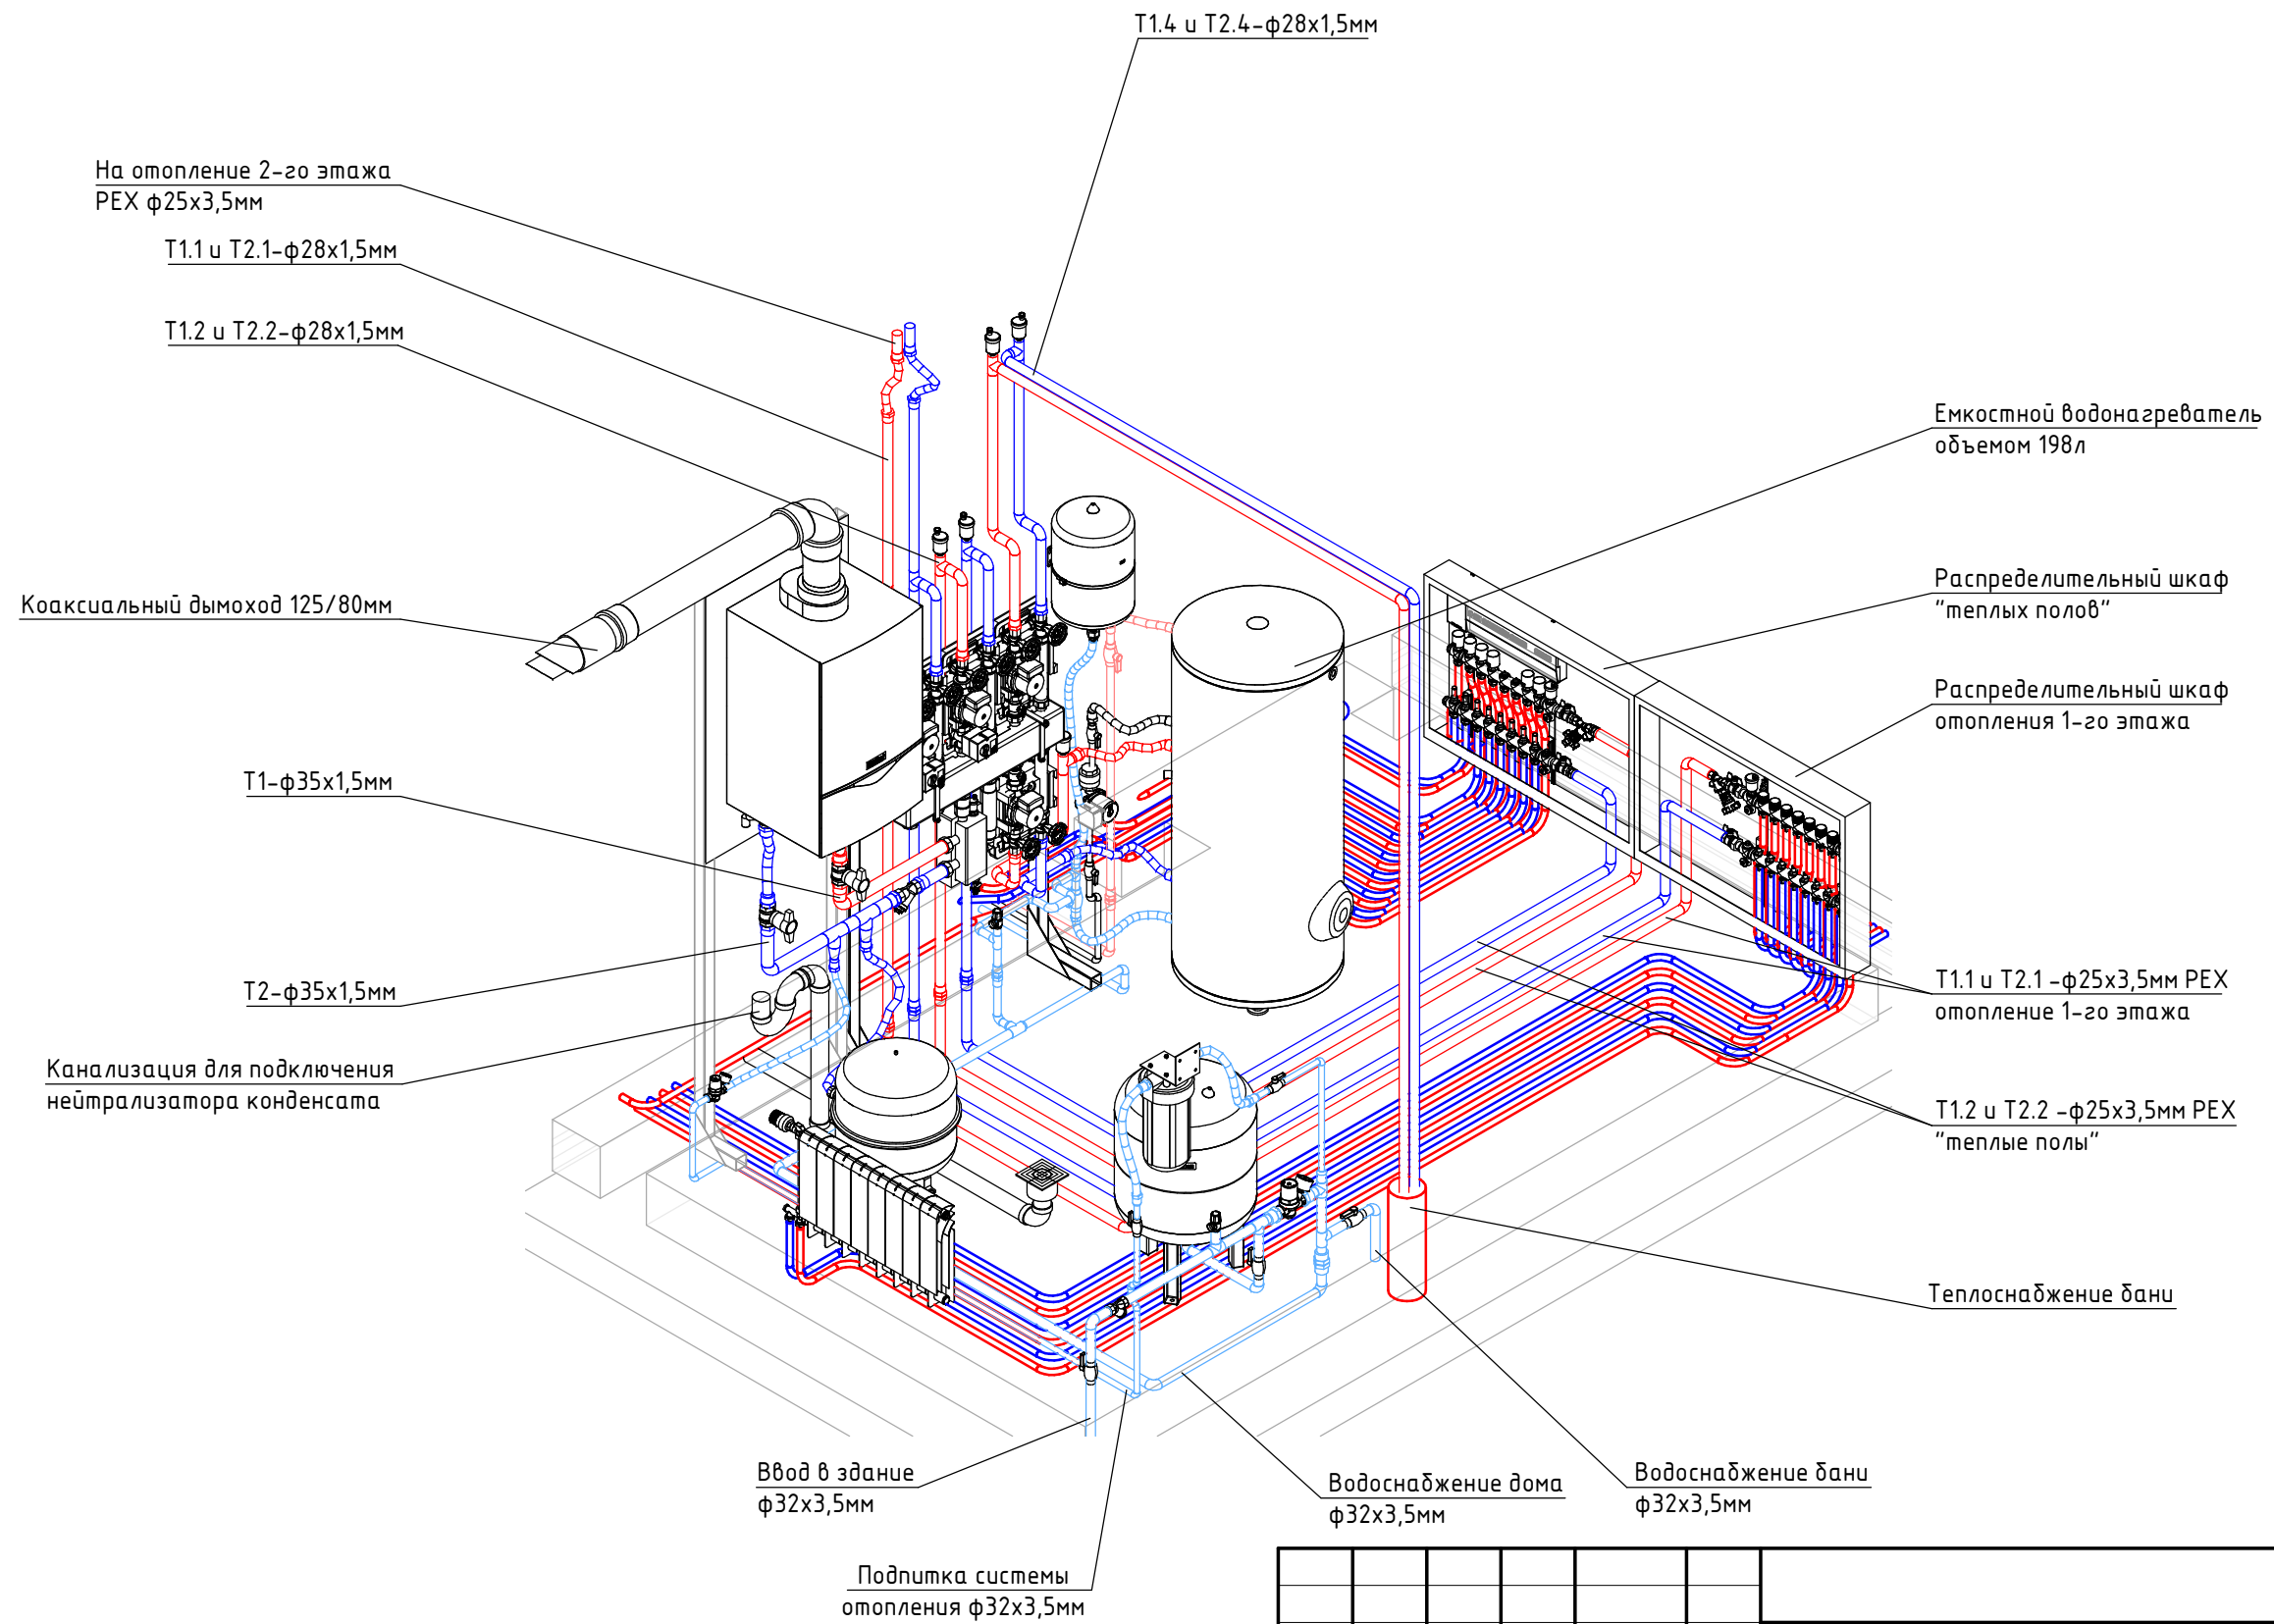 Т1.4 и Т2.4-ф28х1,5мм
На отопление 2-го этажа
PEX ф25х3,5мм
Т1.1 и Т2.1-ф28х1,5мм
Т1.2 и Т2.2-ф28х1,5мм
Емкостной водонагреватель
объемом 198л
Распределительный шкаф
"теплых полов"
Коаксиальный дымоход 125/80мм
Распределительный шкаф
отопления 1-го этажа
Т1-ф35х1,5мм
Т2-ф35х1,5мм
Т1.1 и Т2.1 -ф25х3,5мм PEX
отопление 1-го этажа
Канализация для подключения
нейтрализатора конденсата
Т1.2 и Т2.2 -ф25х3,5мм PEX
"теплые полы"
Теплоснабжение бани
Ввод в здание
ф32х3,5мм
Водоснабжение дома
ф32х3,5мм
Водоснабжение бани
ф32х3,5мм
Подпитка системы
отопления ф32х3,5мм